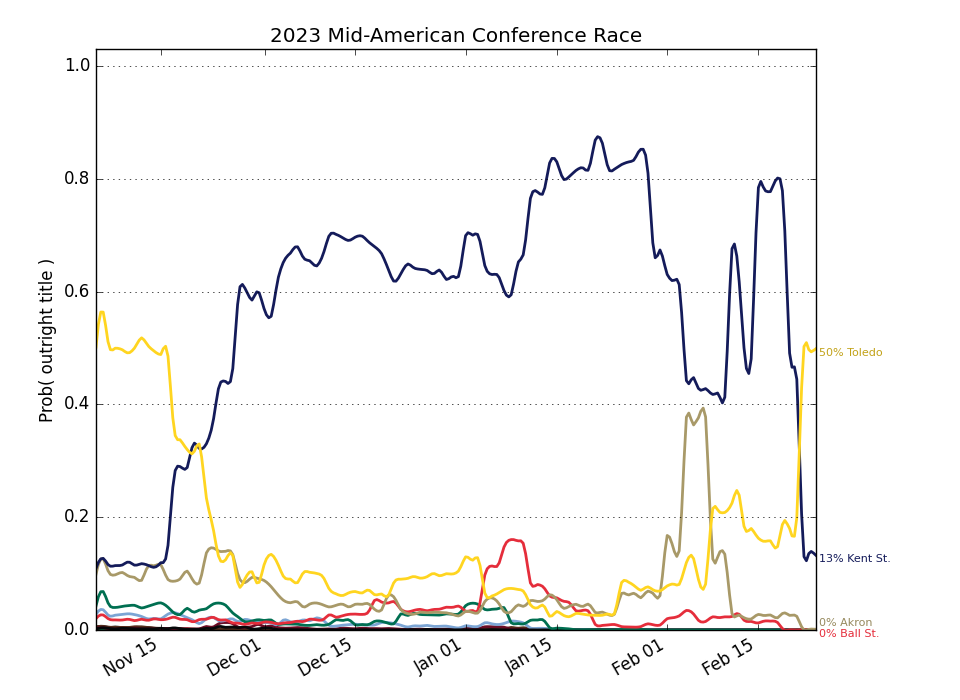 2023 Mid-American Conference Race
Prob( outright title )
1.0
0.8
0.6
0.4
0.2
0.0
50% Toledo
13% Kent St.
0% Akron
0% Ball St.
Nov 15
Dec 01
Dec 15
Jan 01
Jan 15
Feb 01
Feb 15